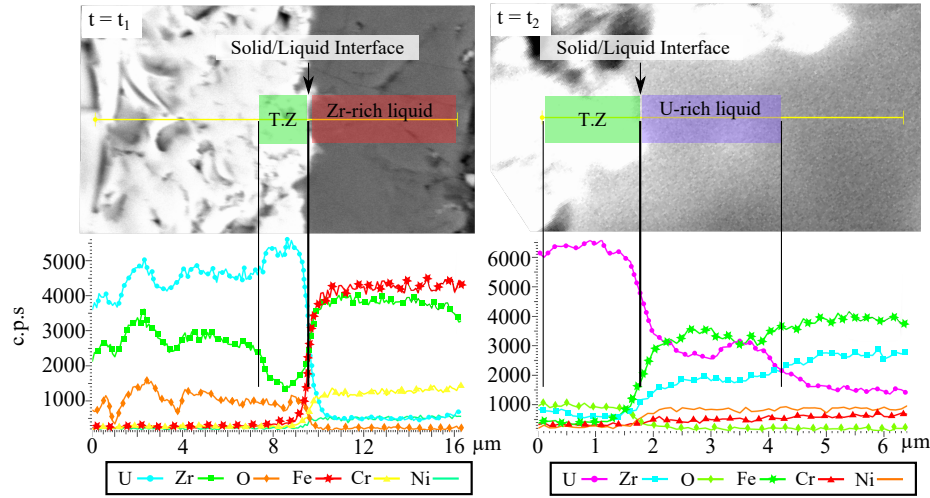 t = t1
Solid/Liquid Interface
T.Z
Zr-rich liquid
t = t2
Solid/Liquid Interface
T.Z
U-rich liquid
c.p.s
5000
4000
3000
2000
1000
0 4 8 12 16 μm
U Zr O Fe Cr Ni
6000
5000
4000
3000
2000
1000
0 1 2 3 4 5 6 μm
U Zr O Fe Cr Ni